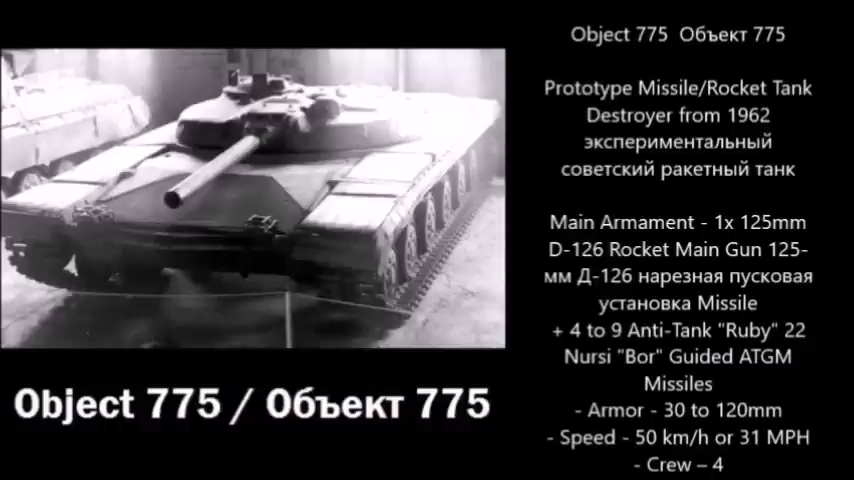 Object 775 Объект 775
Prototype Missile/Rocket Tank
Destroyer from 1962
экспериментальный
советский ракетный танк
Main Armament - 1x 125mm
D-126 Rocket Main Gun 125-
мм Д-126 нарезная пусковая
установка Missile
+ 4 to 9 Anti-Tank "Ruby" 22
Nursi "Bor" Guided ATGM
Missiles
- Armor - 30 to 120mm
- Speed - 50 km/h or 31 MPH
- Crew – 4
Object 775 / Объект 775